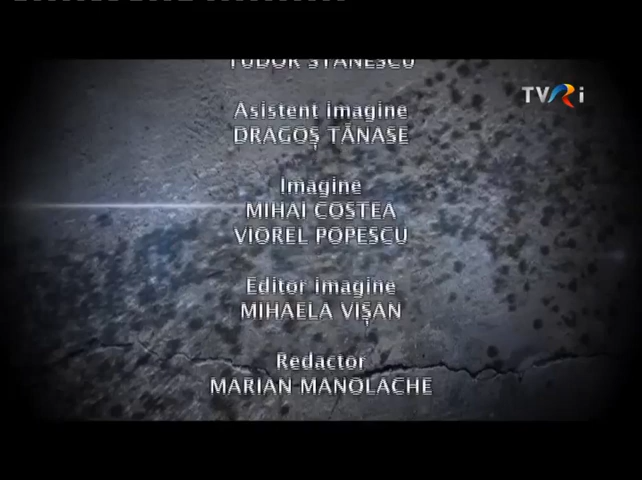 TUDOR STĂNESCU
TVRi
Asistent imagine
DRAGOȘ TĂNASE
Imagine
MIHAI COSTEA
VIOREL POPESCU
Editor imagine
MIHAELA VIȘAN
Redactor
MARIAN MANOLACHE